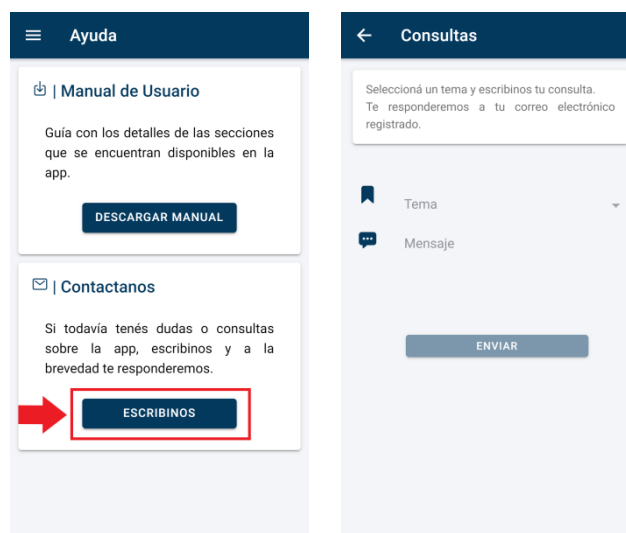 Ayuda
| Manual de Usuario
Guía con los detalles de las secciones
que se encuentran disponibles en la
app.
DESCARGAR MANUAL
| Contactanos
Si todavía tenés dudas o consultas
sobre la app, escribinos y a la
brevedad te responderemos.
ESCRIBINOS
Consultas
Seleccioná un tema y escribinos tu consulta.
Te responderemos a tu correo electrónico
registrado.
Tema
Mensaje
ENVIAR